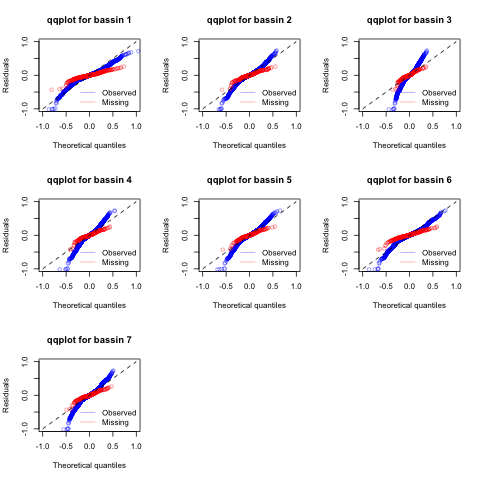 qqplot for bassin 1
Residuals
1.0
0.0
-1.0
Observed
Missing
-1.0 -0.5 0.0 0.5 1.0
Theoretical quantiles
qqplot for bassin 2
Residuals
1.0
0.0
-1.0
Observed
Missing
-1.0 -0.5 0.0 0.5 1.0
Theoretical quantiles
qqplot for bassin 3
Residuals
1.0
0.0
-1.0
Observed
Missing
-1.0 -0.5 0.0 0.5 1.0
Theoretical quantiles
qqplot for bassin 4
Residuals
1.0
0.0
-1.0
Observed
Missing
-1.0 -0.5 0.0 0.5 1.0
Theoretical quantiles
qqplot for bassin 5
Residuals
1.0
0.0
-1.0
Observed
Missing
-1.0 -0.5 0.0 0.5 1.0
Theoretical quantiles
qqplot for bassin 6
Residuals
1.0
0.0
-1.0
Observed
Missing
-1.0 -0.5 0.0 0.5 1.0
Theoretical quantiles
qqplot for bassin 7
Residuals
1.0
0.0
-1.0
Observed
Missing
-1.0 -0.5 0.0 0.5 1.0
Theoretical quantiles